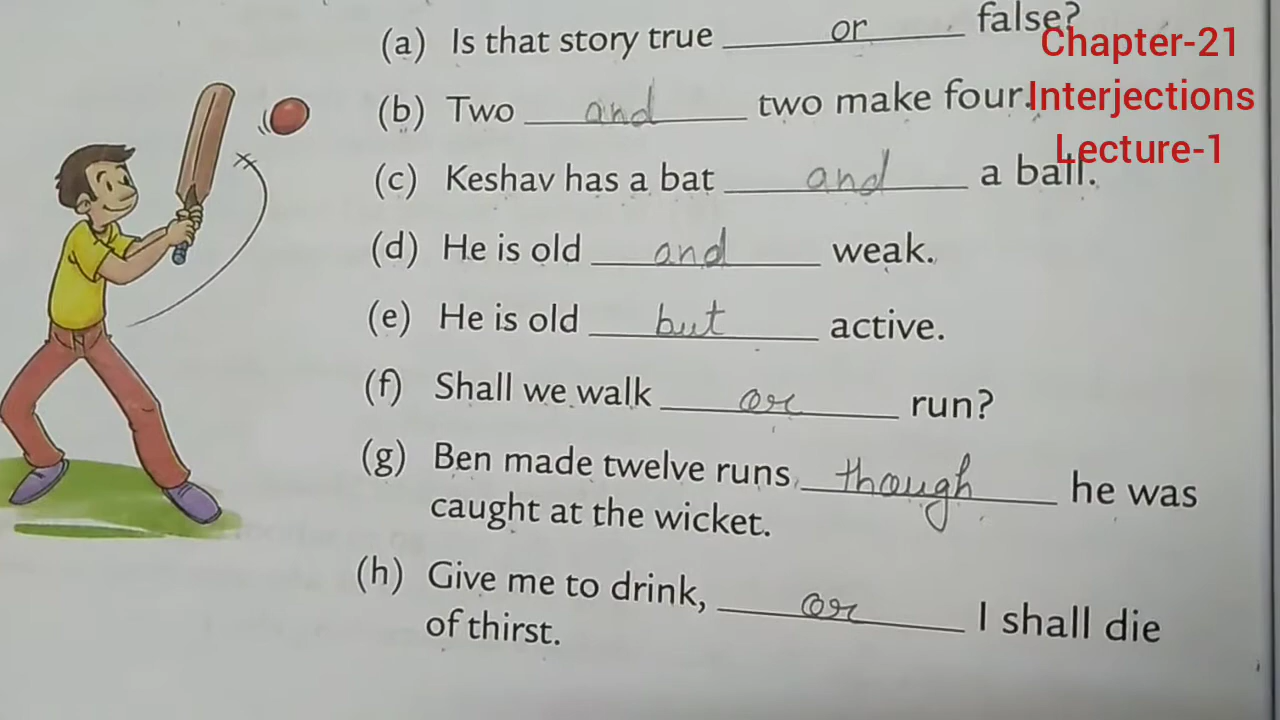 (a) Is that story true or false?
Chapter-21
(b) Two and two make four.
Interjections
Lecture-1
(c) Keshav has a bat and a ball.
(d) He is old and weak.
(e) He is old but active.
(f) Shall we walk or run?
(g) Ben made twelve runs, though he was
caught at the wicket.
(h) Give me to drink, or I shall die
of thirst.